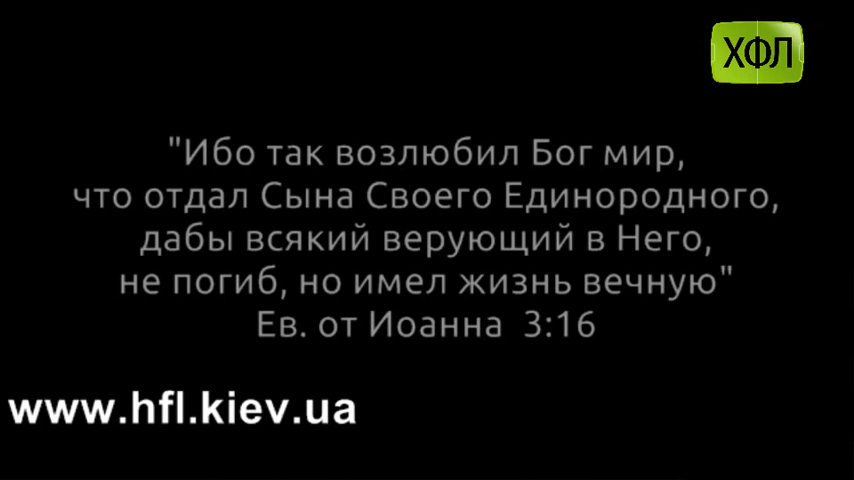 ХФЛ
"Ибо так возлюбил Бог мир,
что отдал Сына Своего Единородного,
дабы всякий верующий в Него,
не погиб, но имел жизнь вечную"
Ев. от Иоанна 3:16
www.hfl.kiev.ua